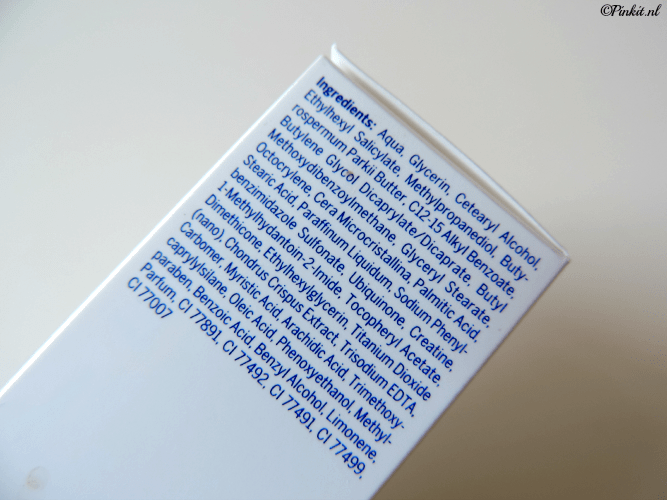 ©Pinkit.nl
Ingredients: Aqua, Glycerin, Cetearyl Alcohol,
Ethylhexyl Salicylate, Methylpropanediol, Buty-
rospermum Parkii Butter, C12-15 Alkyl Benzoate,
Butylene Glycol Dicaprylate/Dicaprate, Butyl
Methoxydibenzoylmethane, Glyceryl Stearate,
Octocrylene, Cera Microcristallina, Palmitic Acid,
Stearic Acid, Paraffinum Liquidum, Sodium Phenyl-
benzimidazole Sulfonate, Ubiquinone, Creatine,
1-Methylhydantoin-2-Imide, Tocopheryl Acetate,
Dimethicone, Ethylhexylglycerin, Titanium Dioxide
(nano), Chondrus Crispus Extract, Trisodium EDTA,
Carbomer, Myristic Acid, Arachidic Acid, Trimethoxy-
caprylylsilane, Oleic Acid, Phenoxyethanol, Methyl-
paraben, Benzoic Acid, Benzyl Alcohol, Limonene,
Parfum, CI 77891, CI 77492, CI 77491, CI 77499,
CI 77007